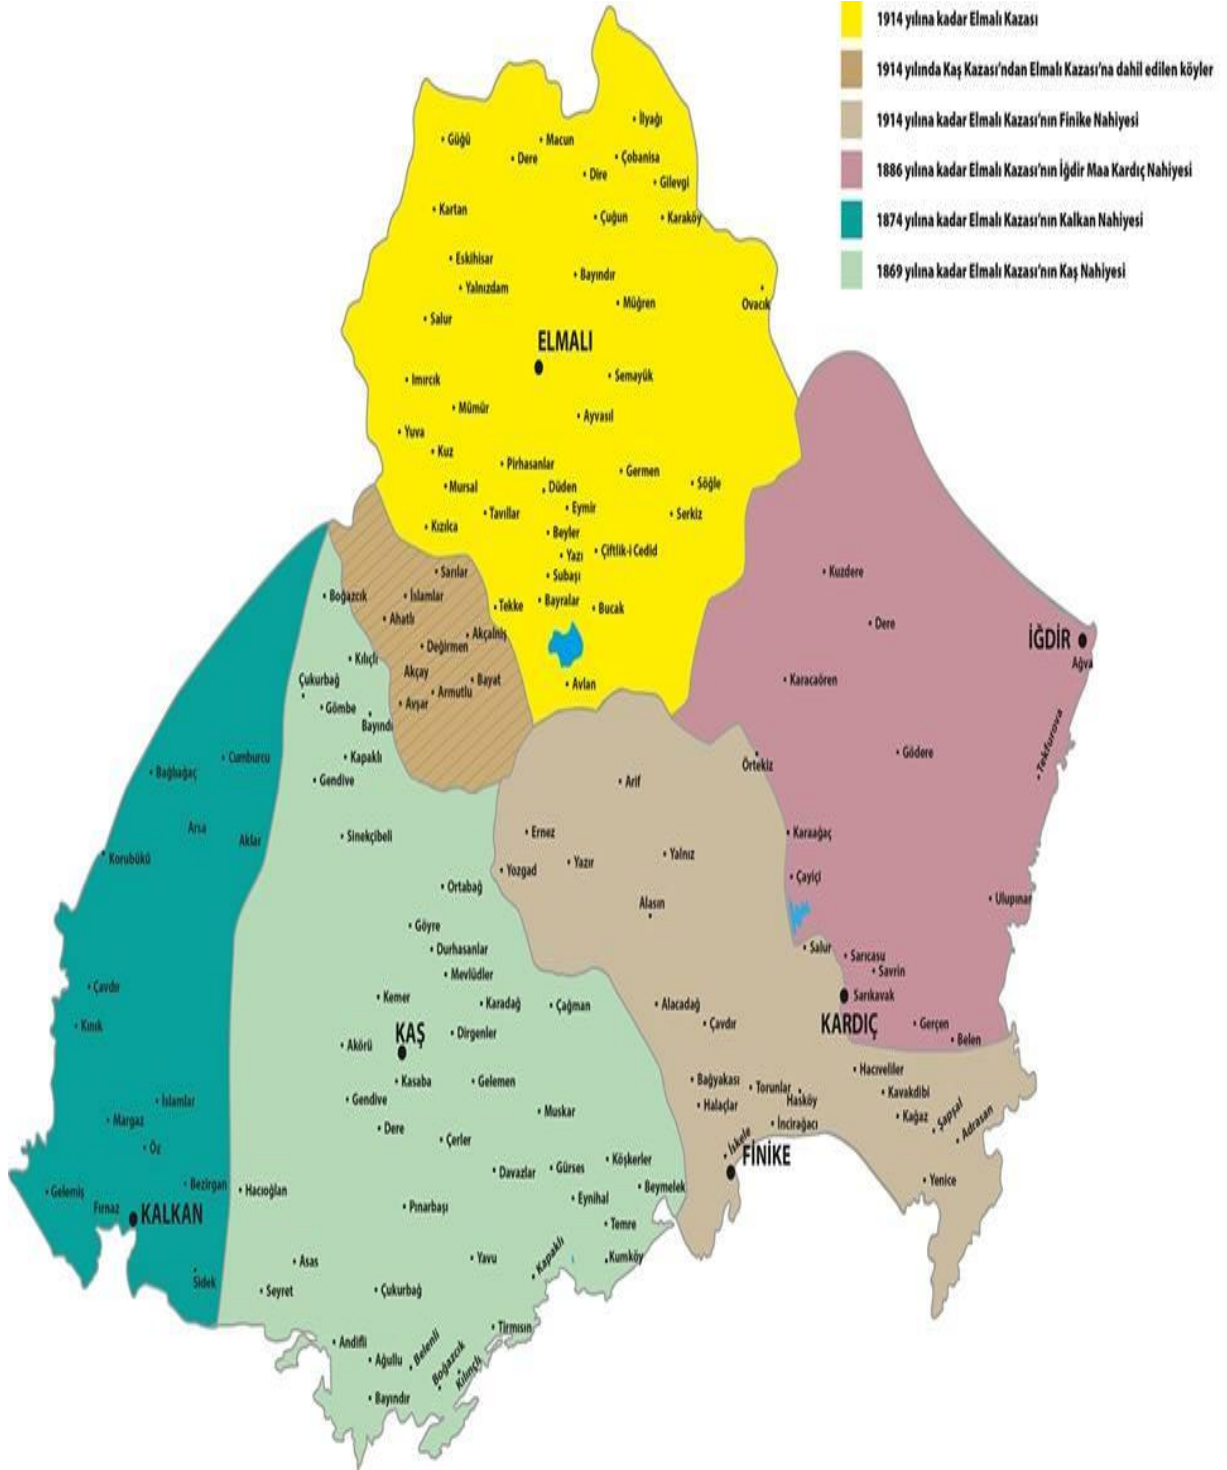 1914 yılına kadar Elmalı Kazası
1914 yılında Kaş Kazası'ndan Elmalı Kazası'na dahil edilen köyler
1914 yılına kadar Elmalı Kazası'nın Finike Nahiyesi
1886 yılına kadar Elmalı Kazası'nın İğdir Maa Kardıç Nahiyesi
1874 yılına kadar Elmalı Kazası'nın Kalkan Nahiyesi
1869 yılına kadar Elmalı Kazası'nın Kaş Nahiyesi
İlyağı
Güğü
Macun
Dere
Çobanisa
Dire
Gilevgi
Kartan
Çuğun
Karaköy
Eskihisar
Bayındır
Yalnızdam
Müğren
Ovacık
Salur
ELMALI
Imırcık
Semayük
Mümür
Ayvasıl
Yuva
Kuz
Pirhasanlar
Germen
Söğle
Mursal
Düden
Eymir
Tavıllar
Serkiz
Kızılca
Beyler
Yazı
Çiftlik-i Cedid
Subaşı
Tekke
Bayralar
Bucak
Avlan
Sarılar
İslamlar
Ahatlı
Akçalniş
Değirmen
Akçay
Bayat
Armutlu
Avşar
Kuzdere
Dere
İĞDİR
Ağva
Karacaören
Tekfurova
Gödere
Örtekiz
Karaağaç
Çayiçi
Ulupınar
Sarıcasu
Savrin
Sarıkavak
KARDIÇ
Gerçen
Belen
Boğazcık
Kılıçlı
Çukurbağ
Gömbe
Bayındı
Kapaklı
Gendive
Sinekçibeli
Ortabağ
Göyre
Durhasanlar
Mevlüdler
Kemer
Karadağ
Çağman
KAŞ
Dirgenler
Akörü
Kasaba
Gelemen
Gendive
Muskar
Dere
Çerler
Davazlar
Gürses
Köşkerler
Beymelek
Eynihal
Hacıoğlan
Pınarbaşı
Temre
Yavu
Kapaklı
Kumköy
Asas
Seyret
Çukurbağ
Tirmısın
Andifli
Ağullu
Belenli
Boğazcık
Kılınçlı
Bayındır
Cumburcu
Bağlıağaç
Arsa
Aklar
Korubükü
Çavdır
Kınık
İslamlar
Margaz
Öz
Bezirgan
Gelemiş
Fırnaz
KALKAN
Sidek
Arif
Ernez
Yazır
Yalnız
Yozgad
Alasın
Salur
Alacadağ
Çavdır
Bağyakası
Torunlar
Halaçlar
Hasköy
İncirağacı
İskele
FİNİKE
Hacıveliler
Kavakdibi
Kağaz
Şapşal
Adrasan
Yenice